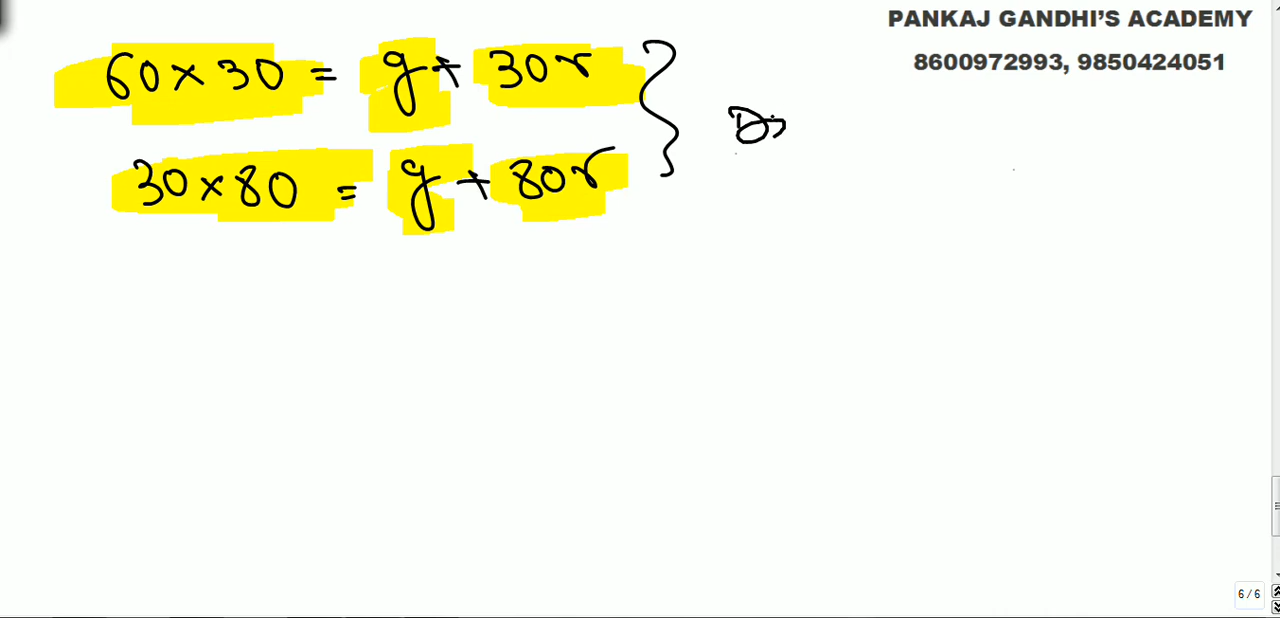 PANKAJ GANDHI'S ACADEMY
8600972993, 9850424051
60 × 30 = g + 30r
30 × 80 = g + 80r
6 / 6